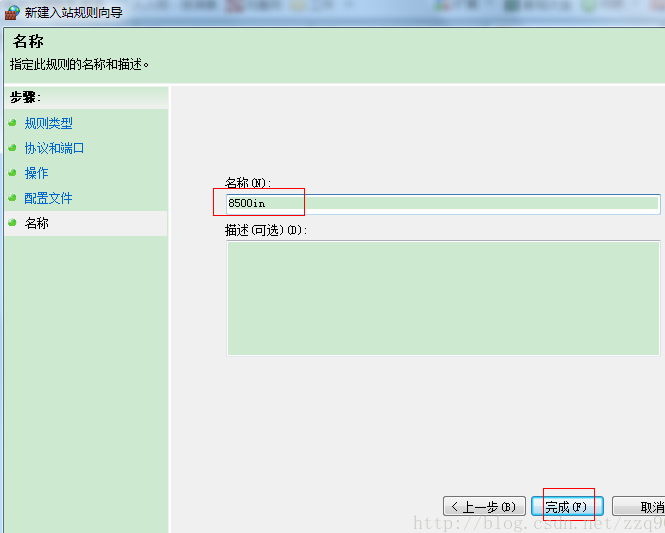 新建入站规则向导
名称
指定此规则的名称和描述。
步骤:
规则类型
协议和端口
操作
配置文件
名称
名称(N):
8500in
描述(可选)(D):
< 上一步(B)
完成(F)
取消
http://blog.csdn.net/zzq90